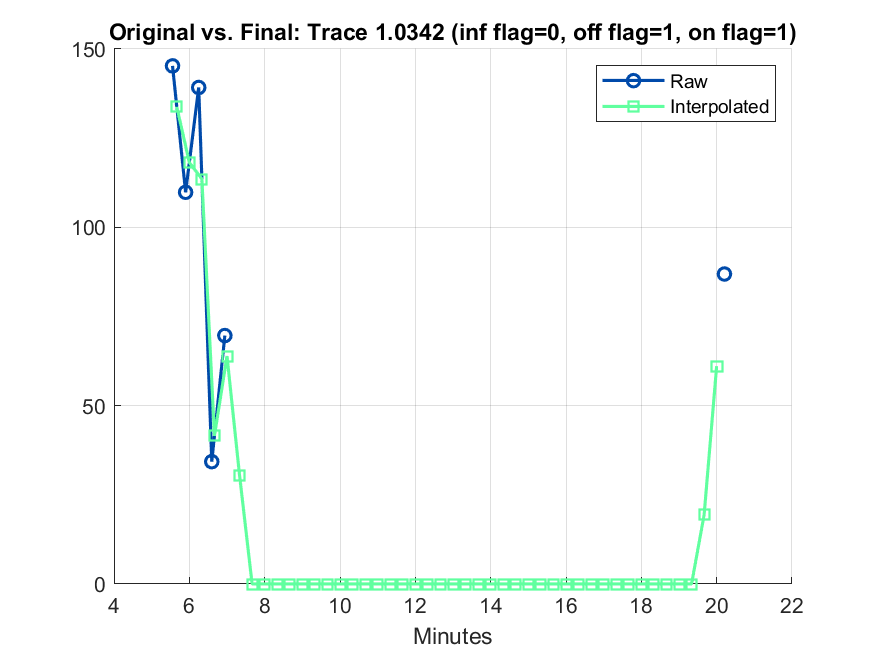 Original vs. Final: Trace 1.0342 (inf flag=0, off flag=1, on flag=1)
150
Raw
Interpolated
100
50
0
4 6 8 10 12 14 16 18 20 22
Minutes